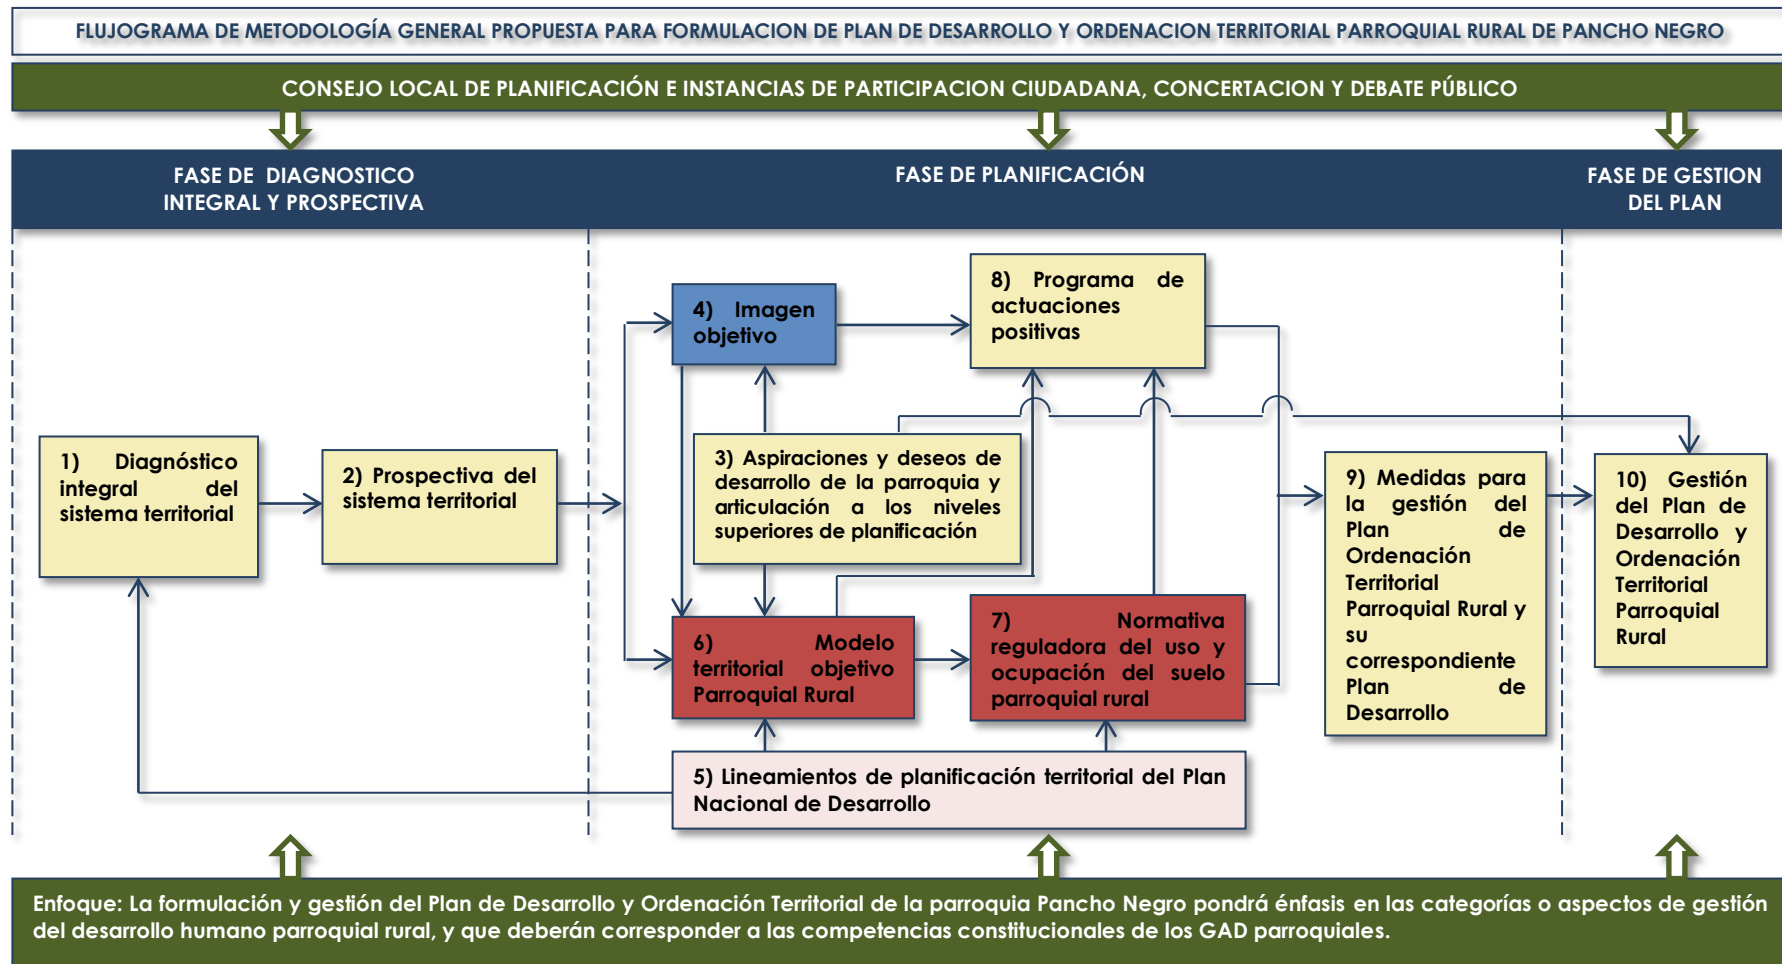 FLUJOGRAMA DE METODOLOGÍA GENERAL PROPUESTA PARA FORMULACION DE PLAN DE DESARROLLO Y ORDENACION TERRITORIAL PARROQUIAL RURAL DE PANCHO NEGRO
CONSEJO LOCAL DE PLANIFICACIÓN E INSTANCIAS DE PARTICIPACION CIUDADANA, CONCERTACION Y DEBATE PÚBLICO
FASE DE DIAGNOSTICO
INTEGRAL Y PROSPECTIVA
FASE DE PLANIFICACIÓN
FASE DE GESTION
DEL PLAN
1) Diagnóstico
integral del
sistema territorial
2) Prospectiva del
sistema territorial
4) Imagen
objetivo
8) Programa de
actuaciones
positivas
3) Aspiraciones y deseos de
desarrollo de la parroquia y
articulación a los niveles
superiores de planificación
6) Modelo
territorial objetivo
Parroquial Rural
7) Normativa
reguladora del uso y
ocupación del suelo
parroquial rural
5) Lineamientos de planificación territorial del Plan
Nacional de Desarrollo
9) Medidas para
la gestión del
Plan de
Ordenación
Territorial
Parroquial Rural y
su
correspondiente
Plan de
Desarrollo
10) Gestión
del Plan de
Desarrollo y
Ordenación
Territorial
Parroquial
Rural
Enfoque: La formulación y gestión del Plan de Desarrollo y Ordenación Territorial de la parroquia Pancho Negro pondrá énfasis en las categorías o aspectos de gestión
del desarrollo humano parroquial rural, y que deberán corresponder a las competencias constitucionales de los GAD parroquiales.